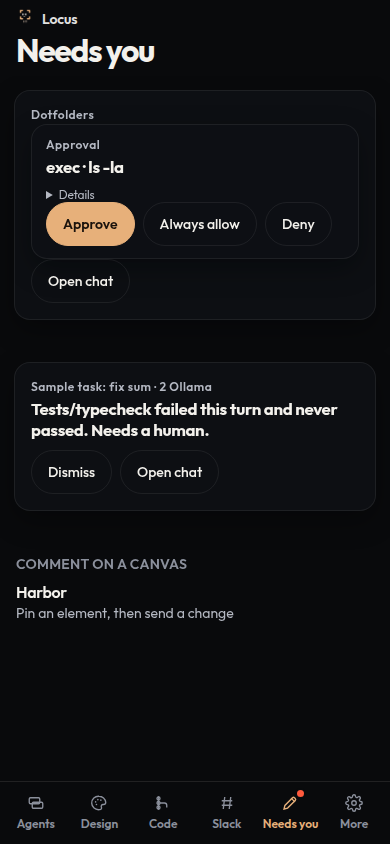 Locus
Needs you
Dotfolders
Approval
exec · ls -la
Details
Approve
Always allow
Deny
Open chat
Sample task: fix sum · 2 Ollama
Tests/typecheck failed this turn and never
passed. Needs a human.
Dismiss
Open chat
COMMENT ON A CANVAS
Harbor
Pin an element, then send a change
Agents
Design
Code
Slack
Needs you
More